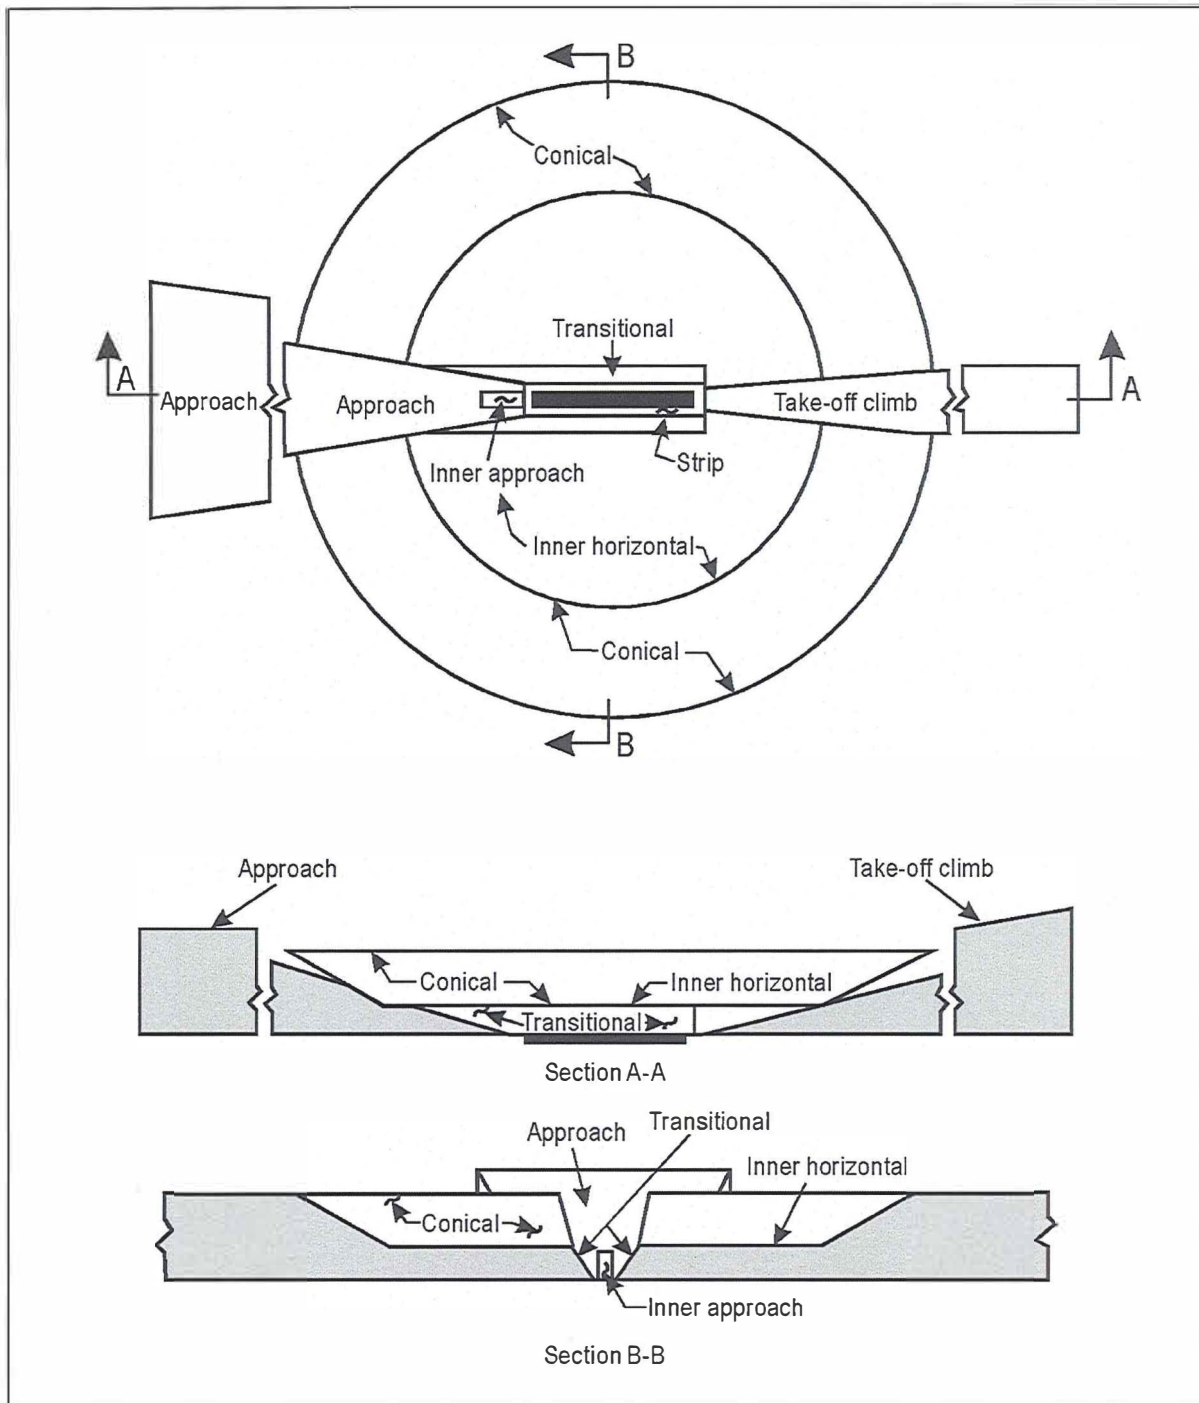 B
Conical
Transitional
A
A
Approach
Approach
Take-off climb
Inner approach
Strip
Inner horizontal
Conical
B
Approach
Take-off climb
Conical
Inner horizontal
Transitional
Section A-A
Transitional
Approach
Inner horizontal
Conical
Inner approach
Section B-B